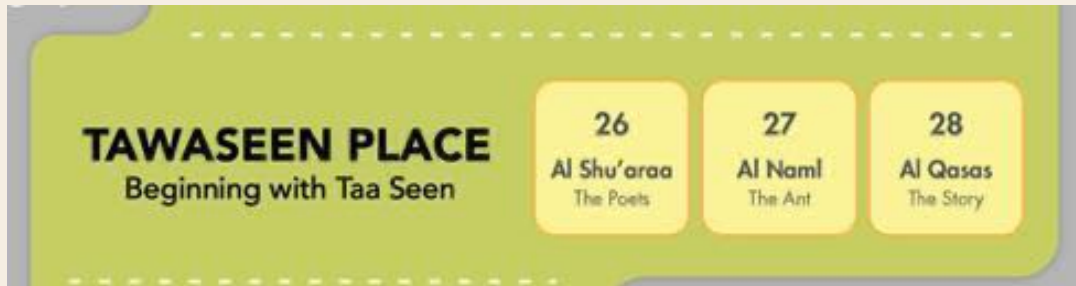 TAWASEEN PLACE
Beginning with Taa Seen
26
Al Shu'araa
The Poets
27
Al Naml
The Ant
28
Al Qasas
The Story